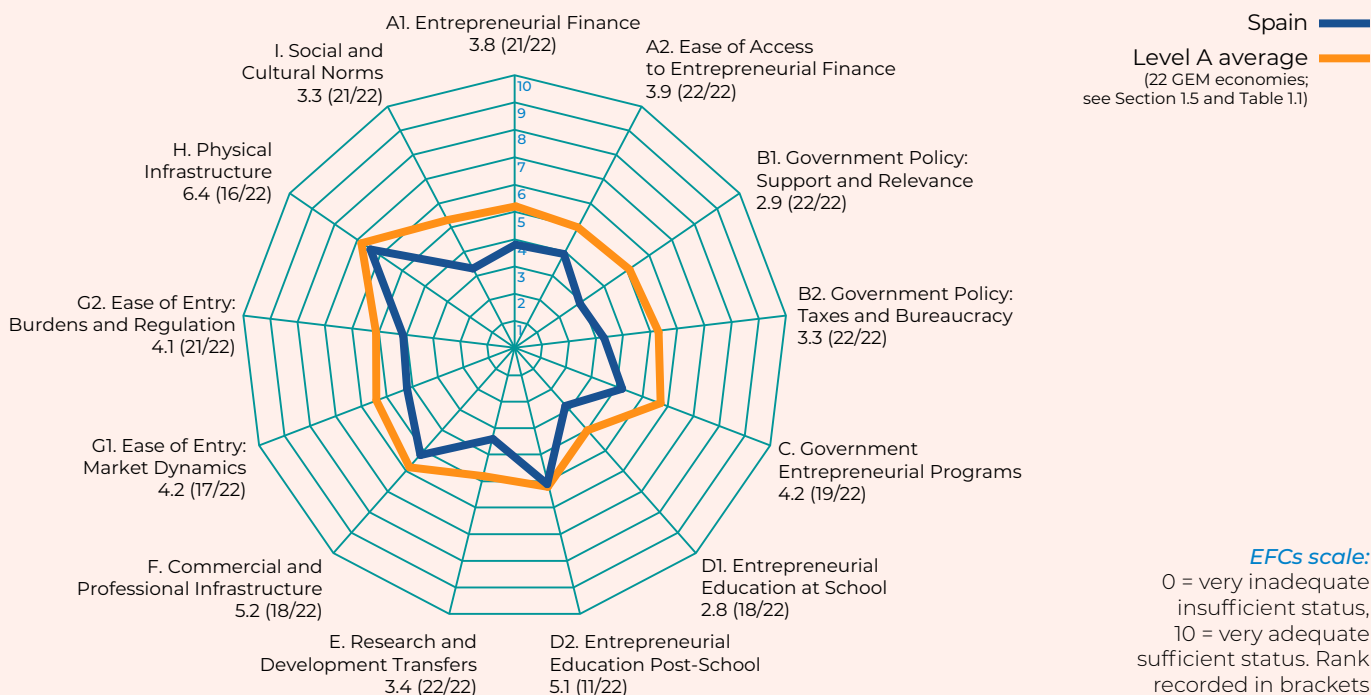 A1. Entrepreneurial Finance
3.8 (21/22)
A2. Ease of Access
to Entrepreneurial Finance
3.9 (22/22)
B1. Government Policy:
Support and Relevance
2.9 (22/22)
B2. Government Policy:
Taxes and Bureaucracy
3.3 (22/22)
C. Government
Entrepreneurial Programs
4.2 (19/22)
D1. Entrepreneurial
Education at School
2.8 (18/22)
D2. Entrepreneurial
Education Post-School
5.1 (11/22)
E. Research and
Development Transfers
3.4 (22/22)
F. Commercial and
Professional Infrastructure
5.2 (18/22)
G1. Ease of Entry:
Market Dynamics
4.2 (17/22)
G2. Ease of Entry:
Burdens and Regulation
4.1 (21/22)
H. Physical
Infrastructure
6.4 (16/22)
I. Social and
Cultural Norms
3.3 (21/22)
10
9
8
7
6
5
4
3
2
1
Spain
Level A average
(22 GEM economies;
see Section 1.5 and Table 1.1)
EFCs scale:
0 = very inadequate
insufficient status,
10 = very adequate
sufficient status. Rank
recorded in brackets